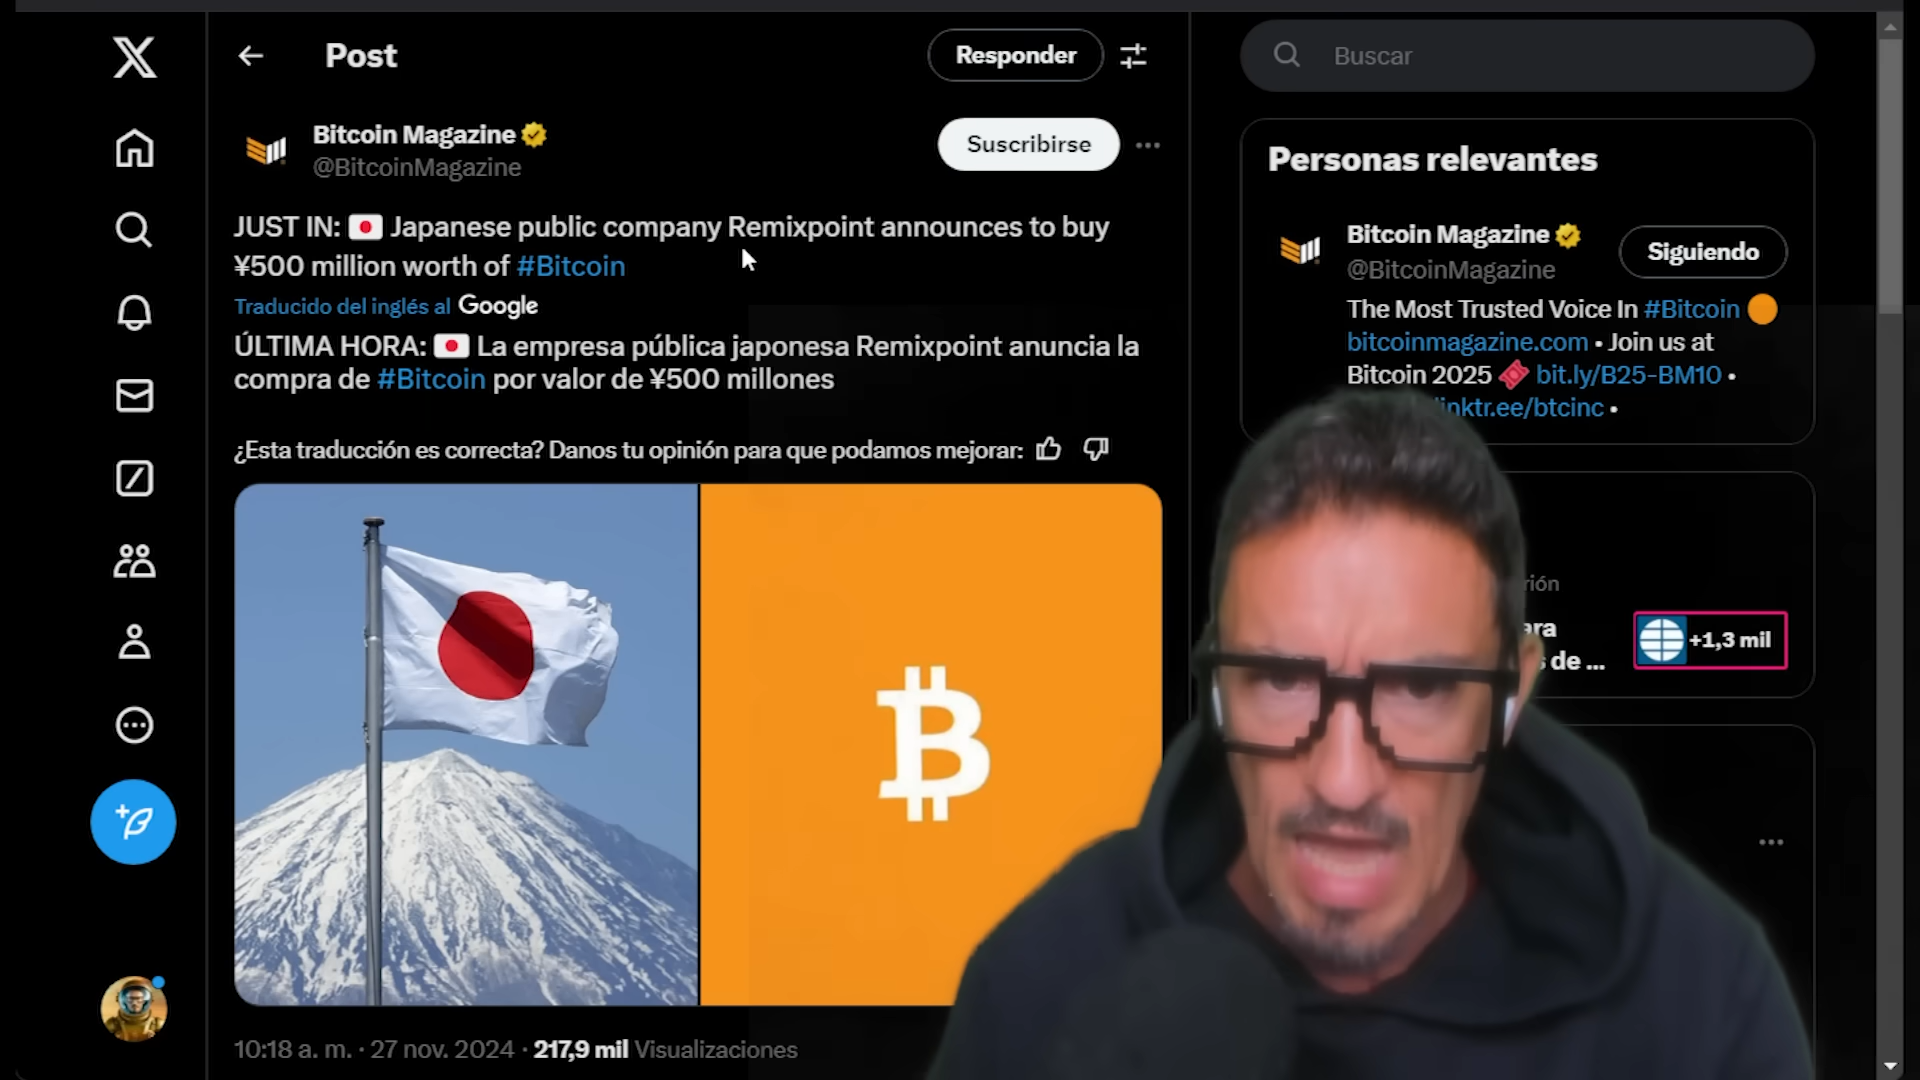 Post
Responder
Buscar
Bitcoin Magazine
@BitcoinMagazine
Suscribirse
JUST IN: 🇯🇵 Japanese public company Remixpoint announces to buy
¥500 million worth of #Bitcoin
Traducido del inglés al Google
ÚLTIMA HORA: 🇯🇵 La empresa pública japonesa Remixpoint anuncia la
compra de #Bitcoin por valor de ¥500 millones
¿Esta traducción es correcta? Danos tu opinión para que podamos mejorar:
10:18 a. m. · 27 nov. 2024 · 217,9 mil Visualizaciones
Personas relevantes
Bitcoin Magazine
@BitcoinMagazine
Siguiendo
The Most Trusted Voice In #Bitcoin
bitcoinmagazine.com • Join us at
Bitcoin 2025 🎟️ bit.ly/B25-BM10 •
inktr.ee/btcinc •
de ...
+1,3 mil